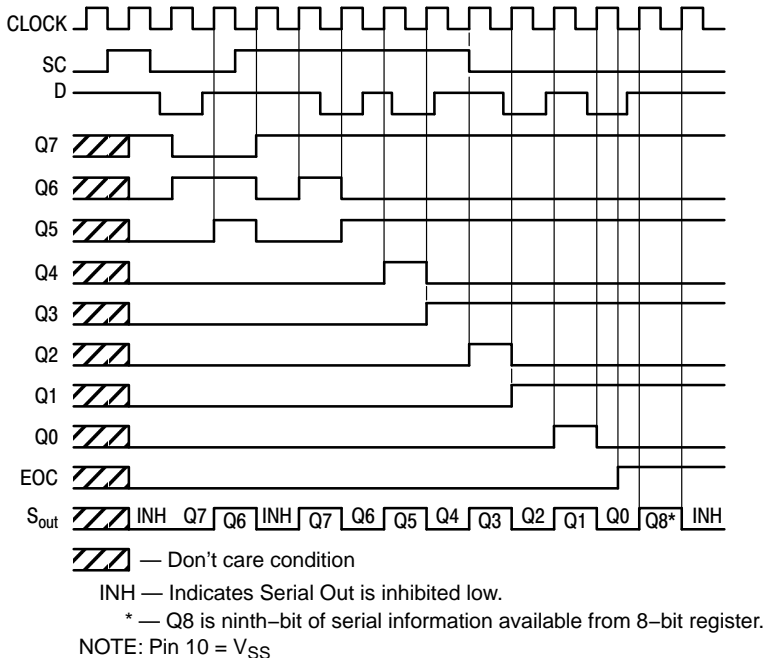 CLOCK
SC
D
Q7
Q6
Q5
Q4
Q3
Q2
Q1
Q0
EOC
Sout INH Q7 Q6 INH Q7 Q6 Q5 Q4 Q3 Q2 Q1 Q0 Q8* INH
— Don't care condition
INH — Indicates Serial Out is inhibited low.
* — Q8 is ninth−bit of serial information available from 8−bit register.
NOTE: Pin 10 = VSS